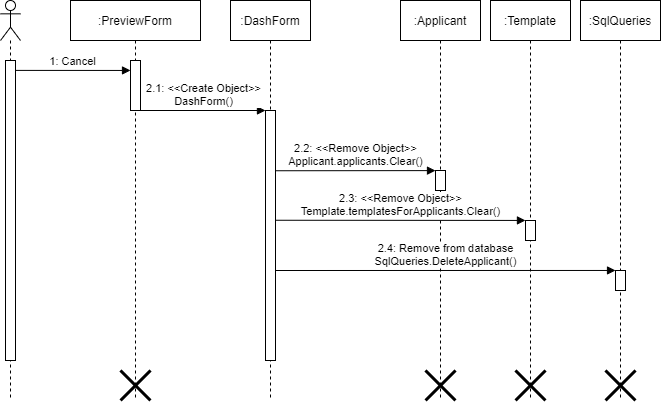 :PreviewForm
:DashForm
:Applicant
:Template
:SqlQueries
1: Cancel
2.1: <<Create Object>>
DashForm()
2.2: <<Remove Object>>
Applicant.applicants.Clear()
2.3: <<Remove Object>>
Template.templatesForApplicants.Clear()
2.4: Remove from database
SqlQueries.DeleteApplicant()